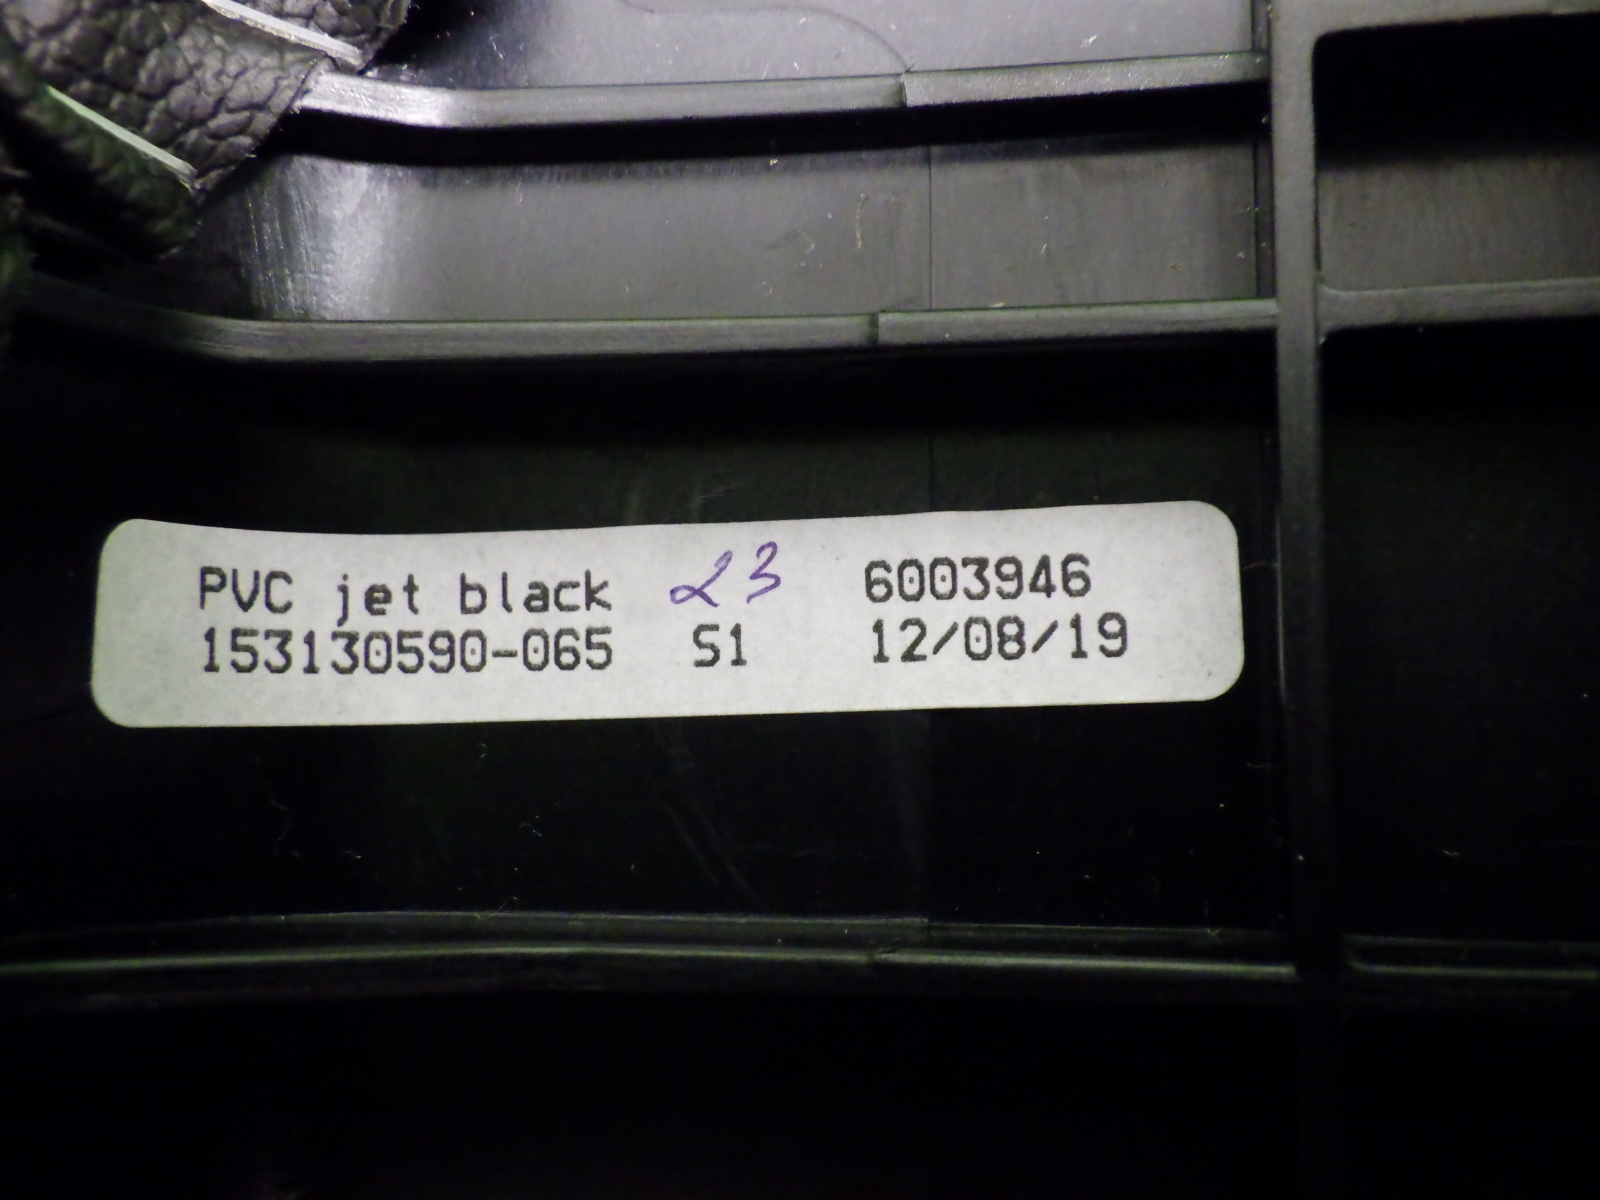 PVC jet black 23 6003946
153130590-065 S1 12/08/19